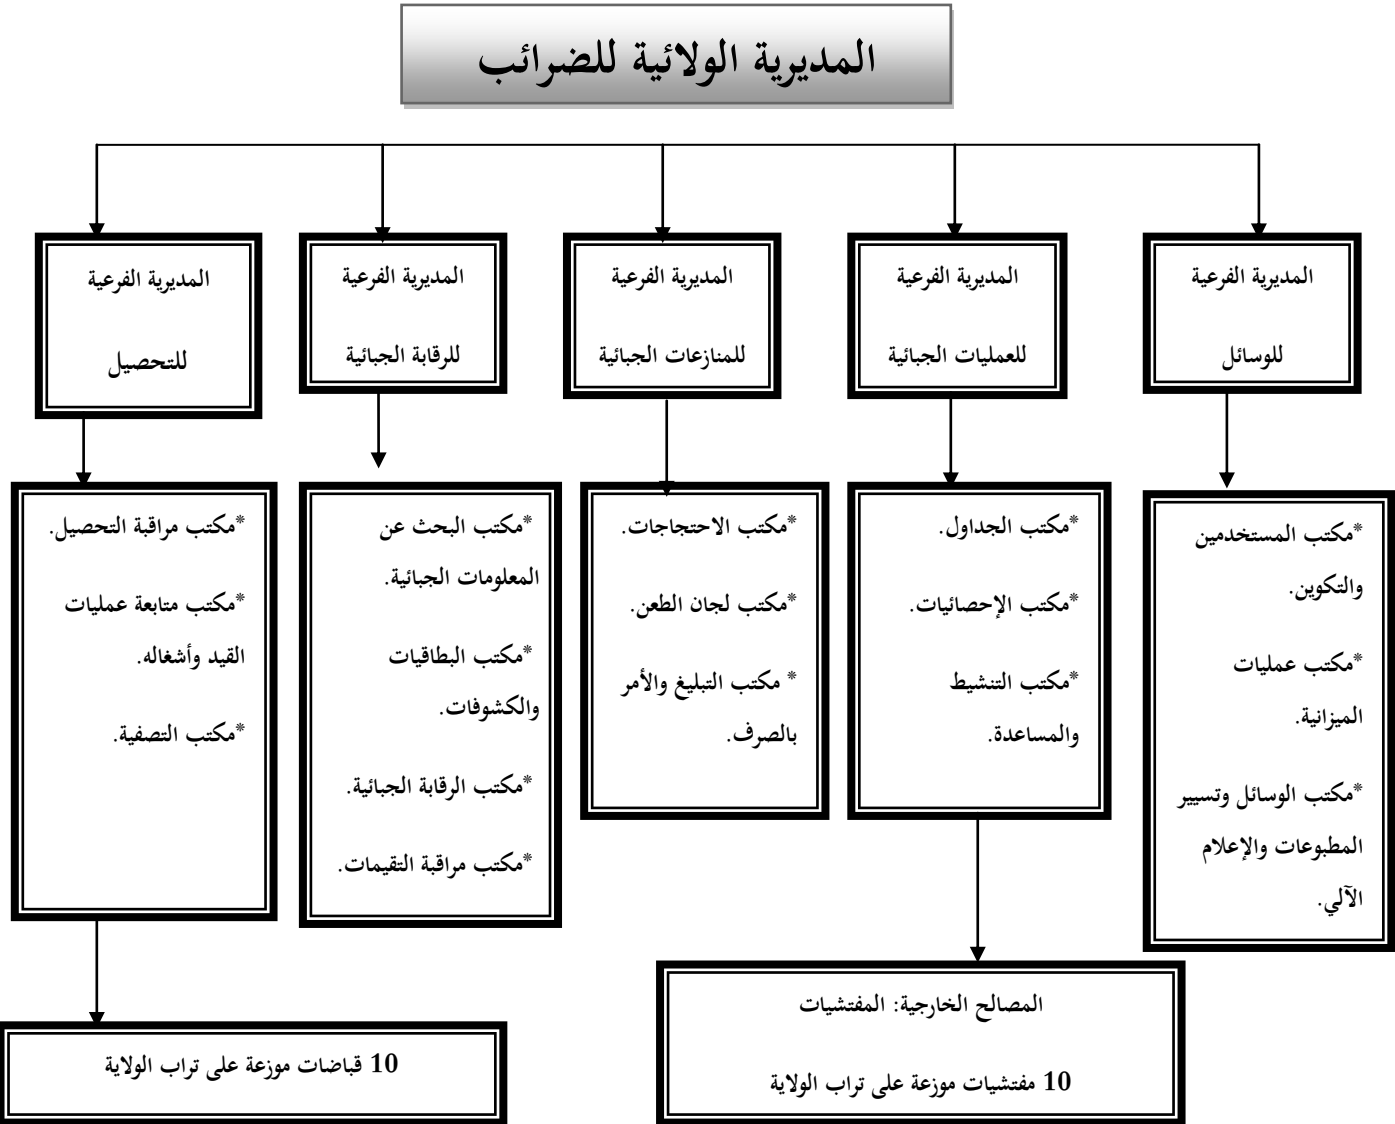 المديرية الولائية للضرائب
المديرية الفرعية
للوسائل
المديرية الفرعية
للعمليات الجبائية
المديرية الفرعية
للمنازعات الجبائية
المديرية الفرعية
للرقابة الجبائية
المديرية الفرعية
للتحصيل
*مكتب المستخدمين
والتكوين.
*مكتب عمليات
الميزانية.
*مكتب الوسائل وتسيير
المطبوعات والإعلام
الآلي.
*مكتب الجداول.
*مكتب الإحصائيات.
*مكتب التنشيط
والمساعدة.
*مكتب الاحتجاجات.
*مكتب لجان الطعن.
* مكتب التبليغ والأمر
بالصرف.
*مكتب البحث عن
المعلومات الجبائية.
*مكتب البطاقيات
والكشوفات.
*مكتب الرقابة الجبائية.
*مكتب مراقبة التقيمات.
*مكتب مراقبة التحصيل.
*مكتب متابعة عمليات
القيد وأشغاله.
*مكتب التصفية.
المصالح الخارجية: المفتشيات
10 مفتشيات موزعة على تراب الولاية
10 قباضات موزعة على تراب الولاية